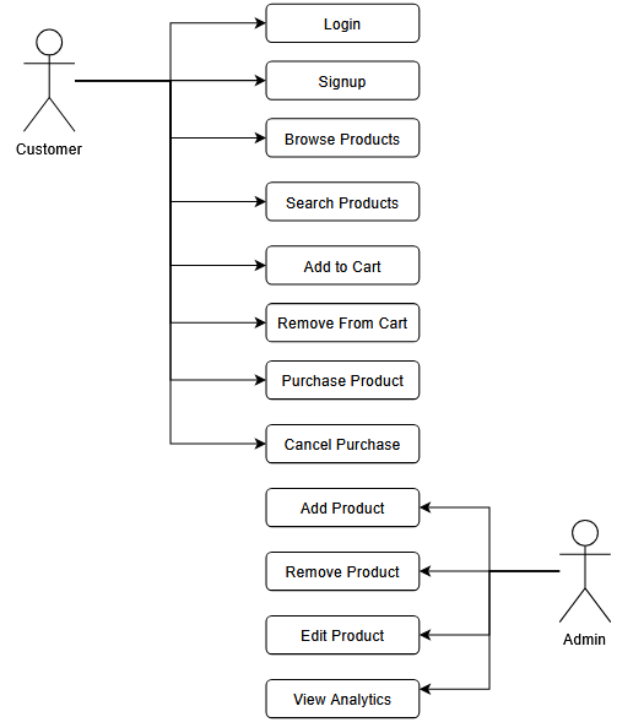 Login
Signup
Customer
Browse Products
Search Products
Add to Cart
Remove From Cart
Purchase Product
Cancel Purchase
Add Product
Remove Product
Edit Product
Admin
View Analytics